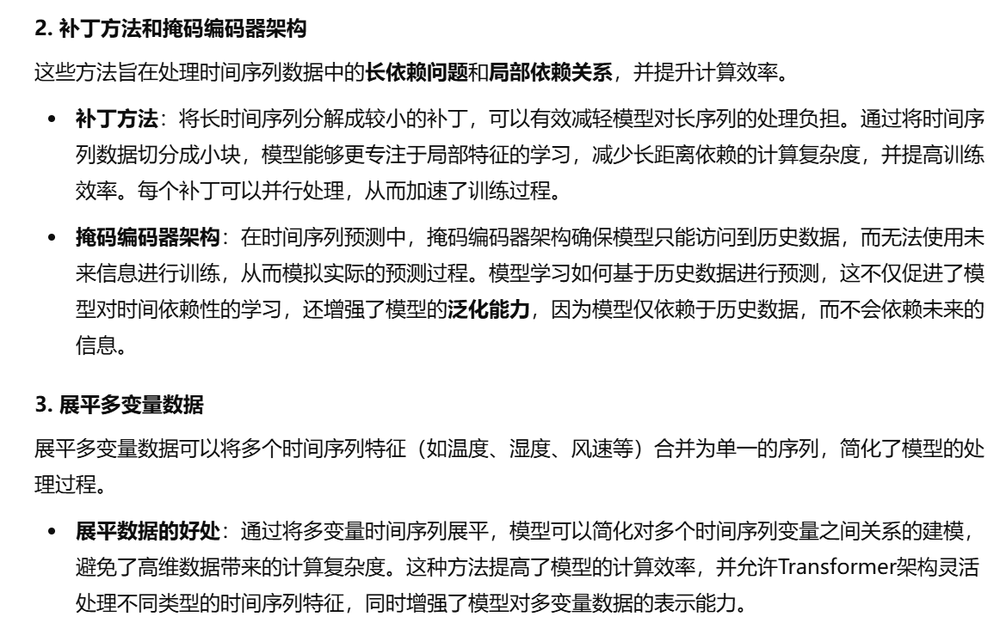 2. 补丁方法和掩码编码器架构
这些方法旨在处理时间序列数据中的长依赖问题和局部依赖关系，并提升计算效率。
• 补丁方法：将长时间序列分解成较小的补丁，可以有效减轻模型对长序列的处理负担。通过将时间序
列数据切分成小块，模型能够更专注于局部特征的学习，减少长距离依赖的计算复杂度，并提高训练
效率。每个补丁可以并行处理，从而加速了训练过程。
• 掩码编码器架构：在时间序列预测中，掩码编码器架构确保模型只能访问到历史数据，而无法使用未
来信息进行训练，从而模拟实际的预测过程。模型学习如何基于历史数据进行预测，这不仅促进了模
型对时间依赖性的学习，还增强了模型的泛化能力，因为模型仅依赖于历史数据，而不会依赖未来的
信息。
3. 展平多变量数据
展平多变量数据可以将多个时间序列特征（如温度、湿度、风速等）合并为单一的序列，简化了模型的处
理过程。
• 展平数据的好处：通过将多变量时间序列展平，模型可以简化对多个时间序列变量之间关系的建模，
避免了高维数据带来的计算复杂度。这种方法提高了模型的计算效率，并允许Transformer架构灵活
处理不同类型的时间序列特征，同时增强了模型对多变量数据的表示能力。